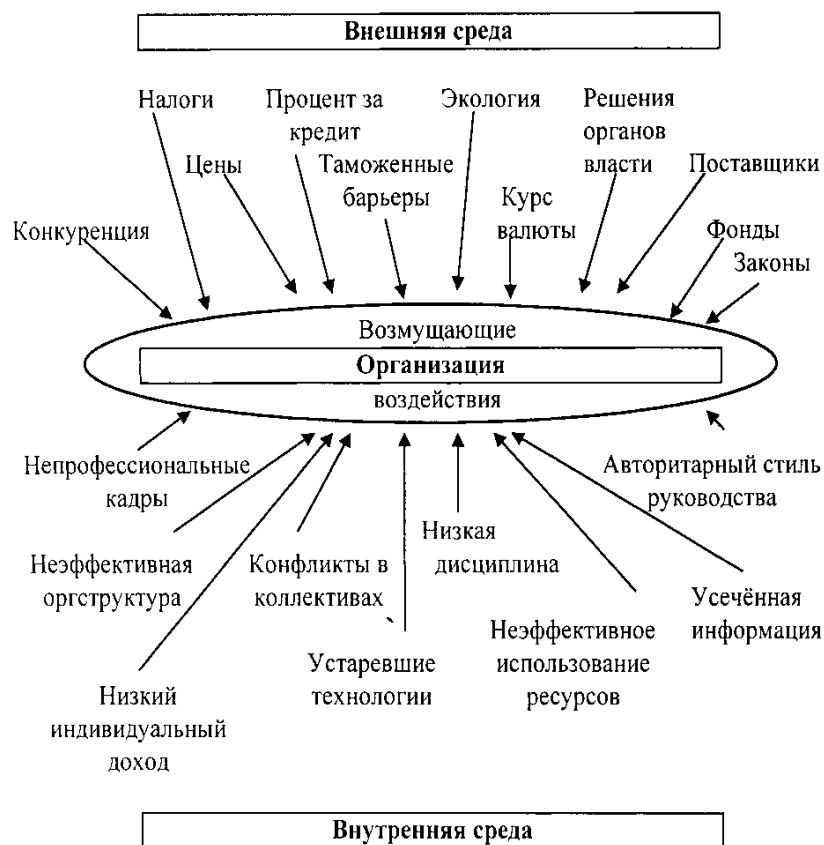 Внешняя среда
Налоги
Процент за
кредит
Экология
Решения
органов
власти
Цены
Таможенные
барьеры
Курс
валюты
Поставщики
Конкуренция
Фонды
Законы
Возмущающие
Организация
воздействия
Непрофессиональные
кадры
Авторитарный стиль
руководства
Низкая
дисциплина
Неэффективная
оргструктура
Конфликты в
коллективах
Усечённая
информация
Неэффективное
использование
ресурсов
Устаревшие
технологии
Низкий
индивидуальный
доход
Внутренняя среда